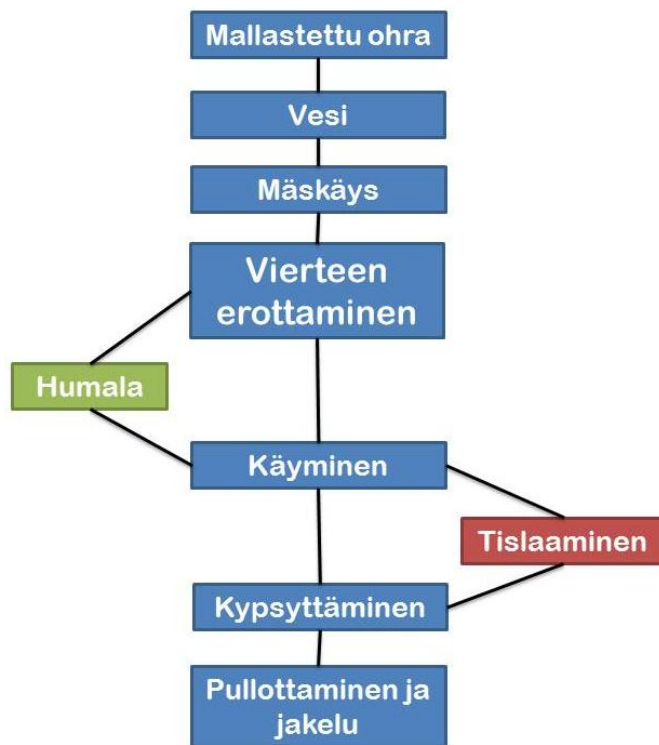 Mallastettu ohra
Vesi
Mäskäys
Vierteen
erottaminen
Humala
Käyminen
Tislaaminen
Kypsyttäminen
Pullottaminen ja
jakelu